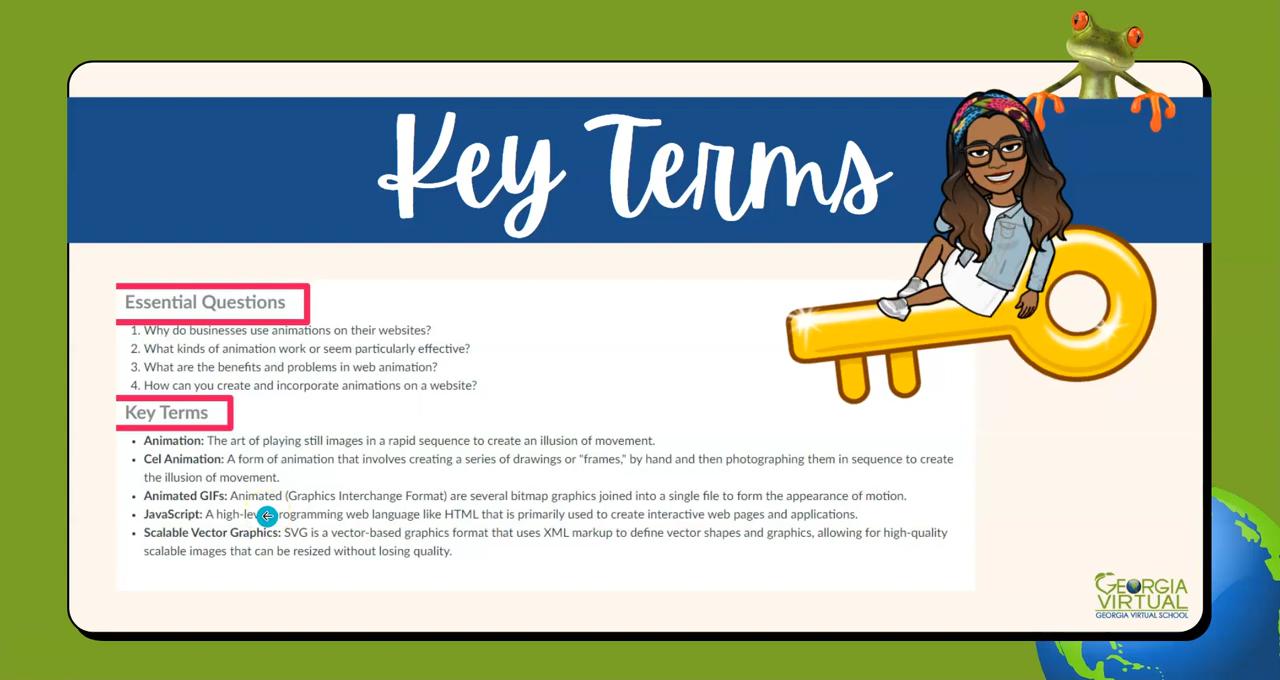 Key Terms
Essential Questions
1. Why do businesses use animations on their websites?
2. What kinds of animation work or seem particularly effective?
3. What are the benefits and problems in web animation?
4. How can you create and incorporate animations on a website?
Key Terms
• Animation: The art of playing still images in a rapid sequence to create an illusion of movement.
• Cel Animation: A form of animation that involves creating a series of drawings or "frames," by hand and then photographing them in sequence to create
the illusion of movement.
• Animated GIFs: Animated (Graphics Interchange Format) are several bitmap graphics joined into a single file to form the appearance of motion.
• JavaScript: A programming web language like HTML that is primarily used to create interactive web pages and applications.
• Scalable Vector Graphics: SVG is a vector-based graphics format that uses XML markup to define vector shapes and graphics, allowing for high-quality
scalable images that can be resized without losing quality.
GEORGIA
VIRTUAL
GEORGIA VIRTUAL SCHOOL